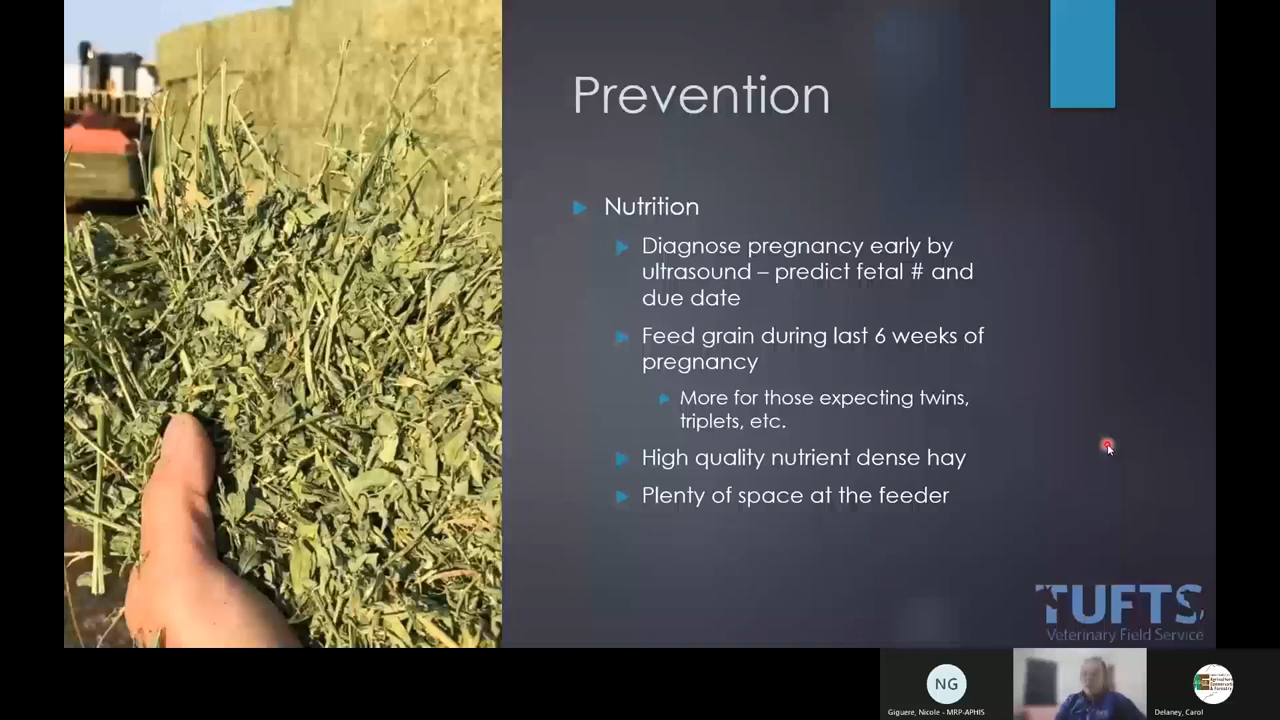 Prevention
Nutrition
Diagnose pregnancy early by
ultrasound – predict fetal # and
due date
Feed grain during last 6 weeks of
pregnancy
More for those expecting twins,
triplets, etc.
High quality nutrient dense hay
Plenty of space at the feeder
TUFTS
Veterinary Field Service
NG
Giguere, Nicole - MRP-APHIS
Delaney, Carol